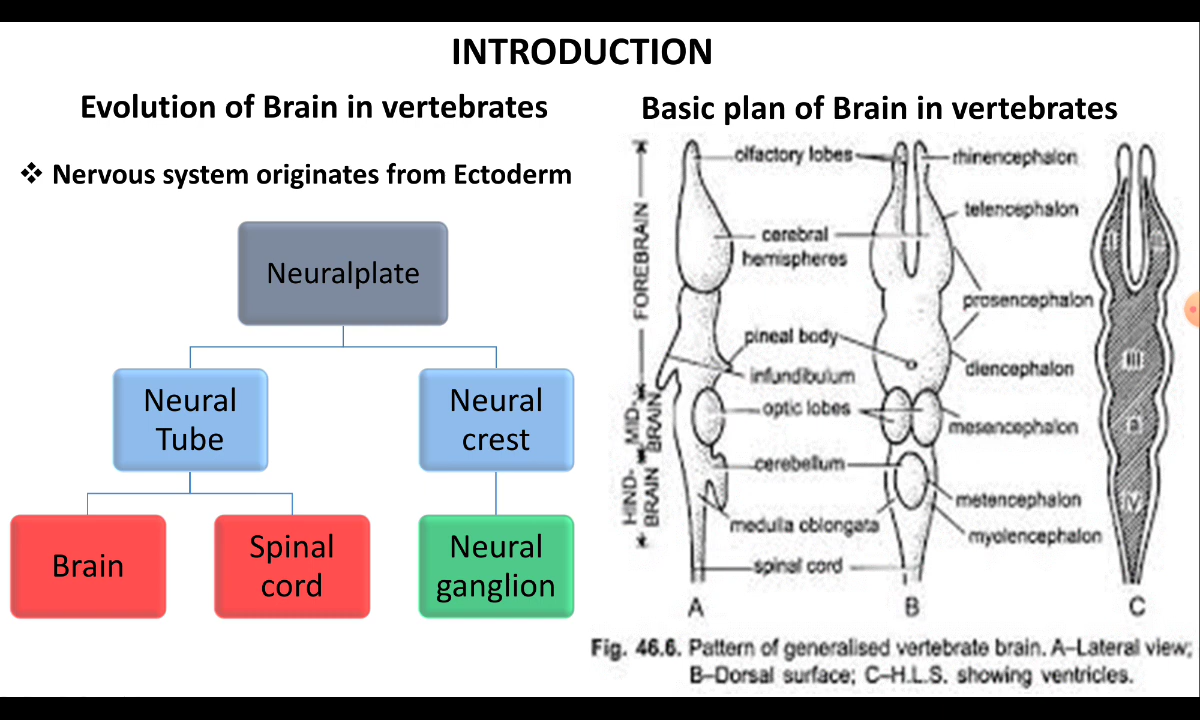 INTRODUCTION
Evolution of Brain in vertebrates
❖ Nervous system originates from Ectoderm
Neuralplate
Neural
Tube
Neural
crest
Brain
Spinal
cord
Neural
ganglion
Basic plan of Brain in vertebrates
FOREBRAIN
MID-
BRAIN
HIND-
BRAIN
olfactory lobes
rhinencephalon
telencephalon
cerebral
hemispheres
prosencephalon
pineal body
infundibulum
diencephalon
optic lobes
mesencephalon
cerebellum
metencephalon
medulla oblongata
myolencephalon
spinal cord
II
III
IV
A
B
C
Fig. 46.6. Pattern of generalised vertebrate brain. A–Lateral view;
B–Dorsal surface; C–H.L.S. showing ventricles.